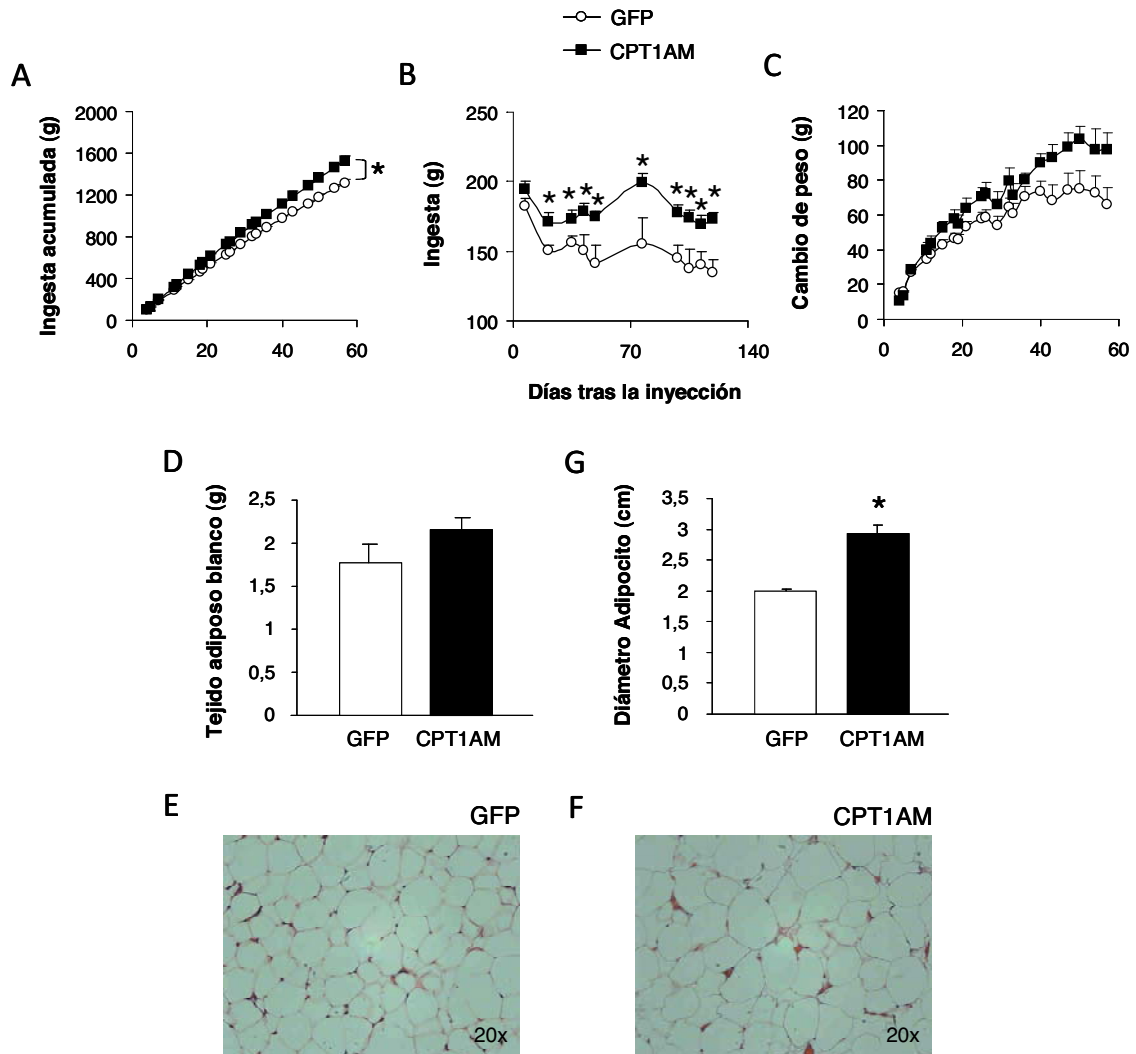 GFP
CPT1AM
A
Ingesta acumulada (g)
2000
1600
1200
800
400
0
0 20 40 60
*
B
Ingesta (g)
250
200
150
100
0 70 140
* * * * * * * * *
Días tras la inyección
C
Cambio de peso (g)
120
100
80
60
40
20
0
0 20 40 60
D
Tejido adiposo blanco (g)
2,5
2
1,5
1
0,5
0
GFP CPT1AM
G
Diámetro Adipocito (cm)
3,5
3
2,5
2
1,5
1
0,5
0
*
GFP CPT1AM
E
GFP
20x
F
CPT1AM
20x